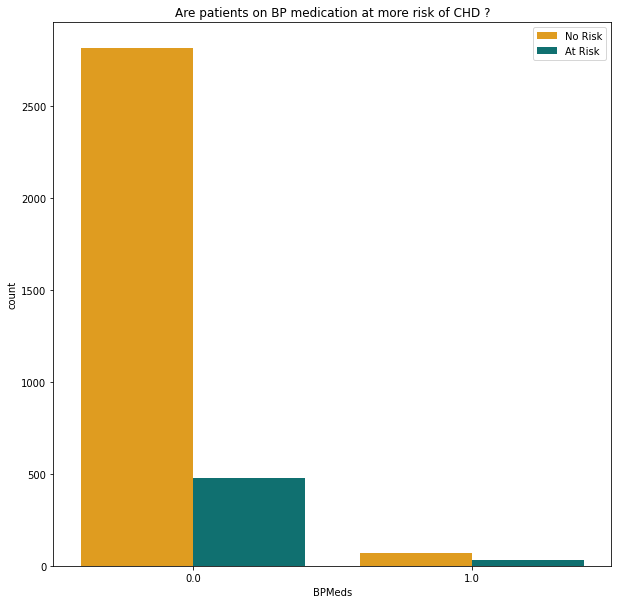 Are patients on BP medication at more risk of CHD ?
No Risk
At Risk
2500
2000
1500
1000
500
0
count
0.0
1.0
BPMeds